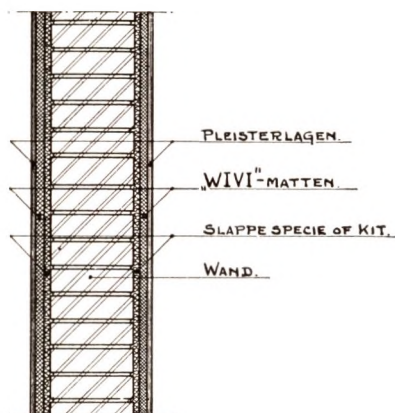 PLEISTERLAGEN.
„WIVI"-MATTEN.
SLAPPE SPECIE OF KIT.
WAND.